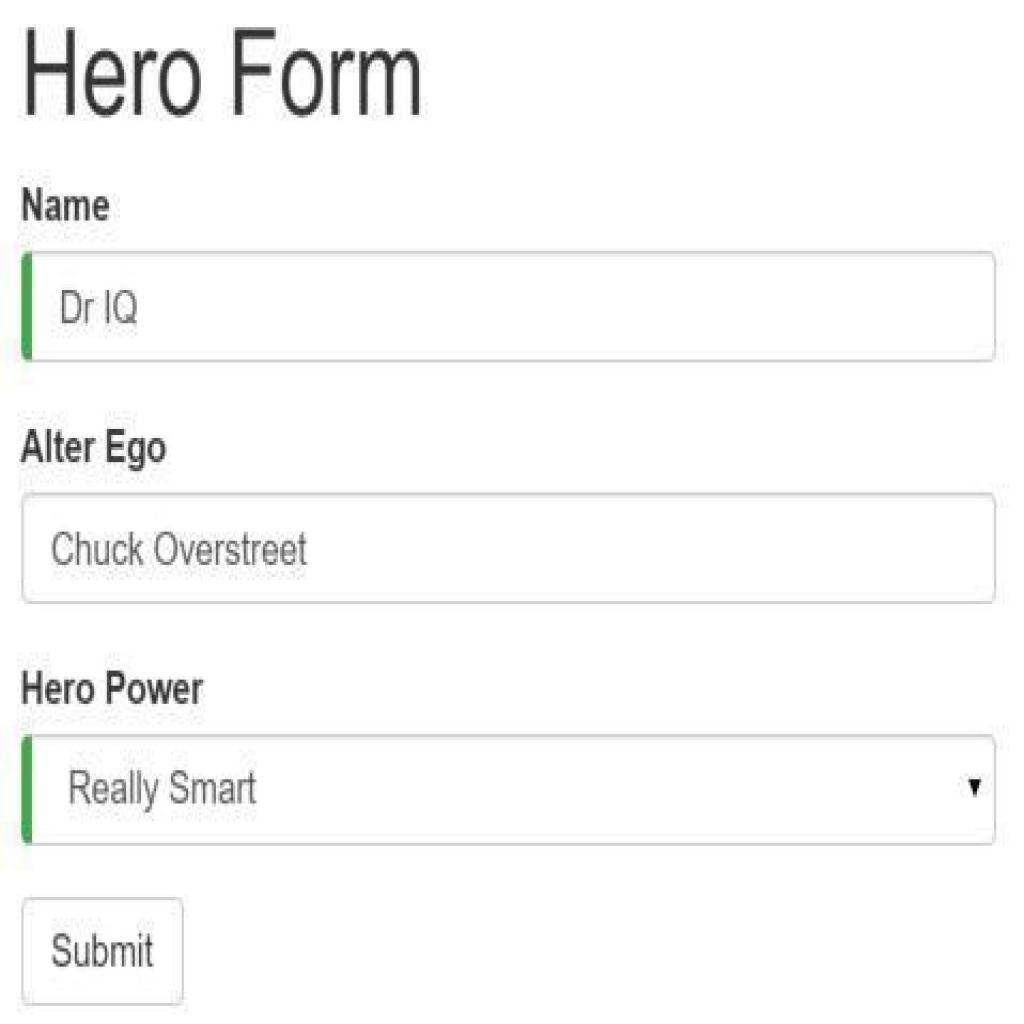 Hero Form
Name
Dr IQ
Alter Ego
Chuck Overstreet
Hero Power
Really Smart
Submit